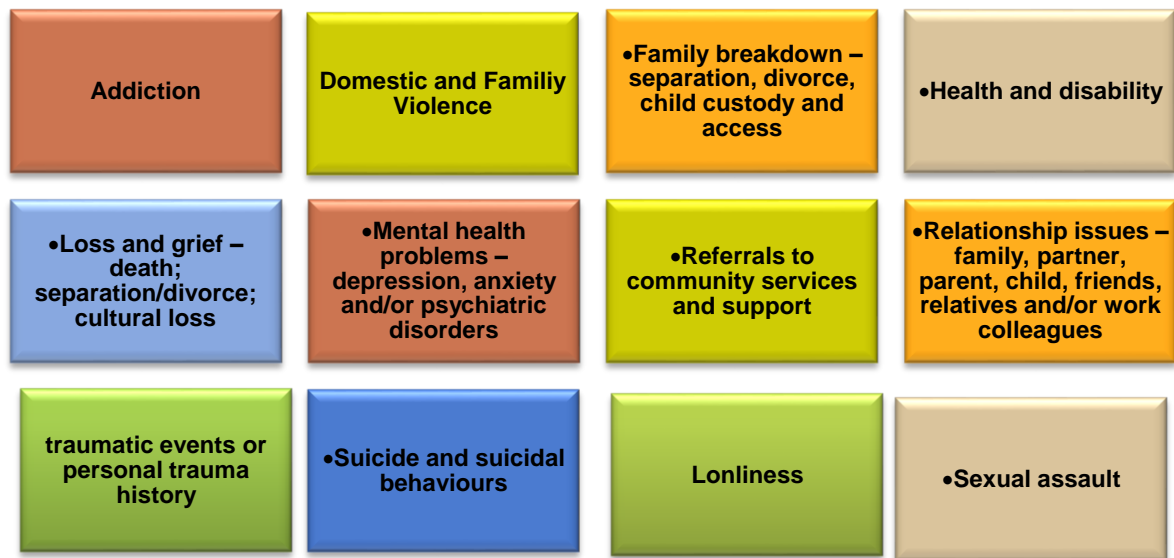 Addiction
Domestic and Familiy
Violence
•Family breakdown –
separation, divorce,
child custody and
access
•Health and disability
•Loss and grief –
death;
separation/divorce;
cultural loss
•Mental health
problems –
depression, anxiety
and/or psychiatric
disorders
•Referrals to
community services
and support
•Relationship issues –
family, partner,
parent, child, friends,
relatives and/or work
colleagues
traumatic events or
personal trauma
history
•Suicide and suicidal
behaviours
Lonliness
•Sexual assault